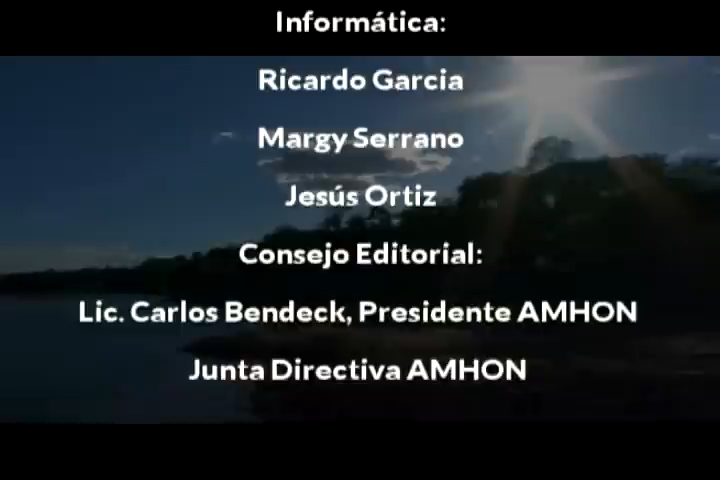 Informática:
Ricardo Garcia
Margy Serrano
Jesús Ortiz
Consejo Editorial:
Lic. Carlos Bendeck, Presidente AMHON
Junta Directiva AMHON